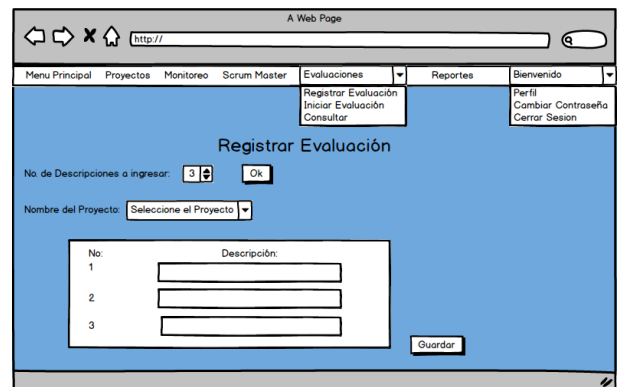 A Web Page
http://
Menu Principal Proyectos Monitoreo Scrum Master Evaluaciones Reportes Bienvenido
Registrar Evaluación
Iniciar Evaluación
Consultar
Perfil
Cambiar Contraseña
Cerrar Sesion
Registrar Evaluación
No. de Descripciones a ingresar: 3 Ok
Nombre del Proyecto: Seleccione el Proyecto
No: Descripción:
1
2
3
Guardar